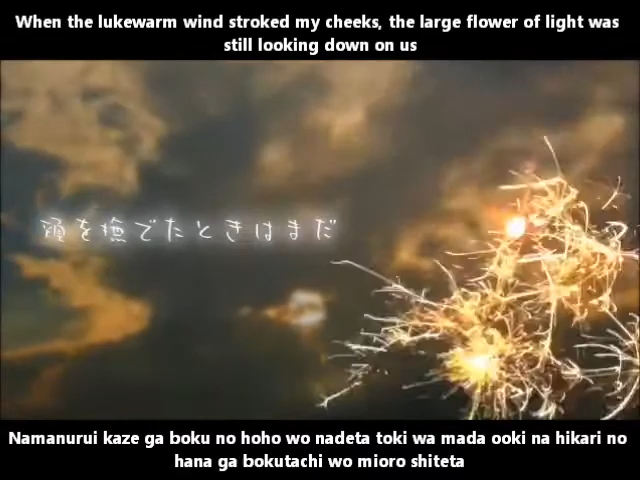 When the lukewarm wind stroked my cheeks, the large flower of light was
still looking down on us
頬を撫でたときはまだ
Namanurui kaze ga boku no hoho wo nadeta toki wa mada ooki na hikari no
hana ga bokutachi wo mioro shiteta